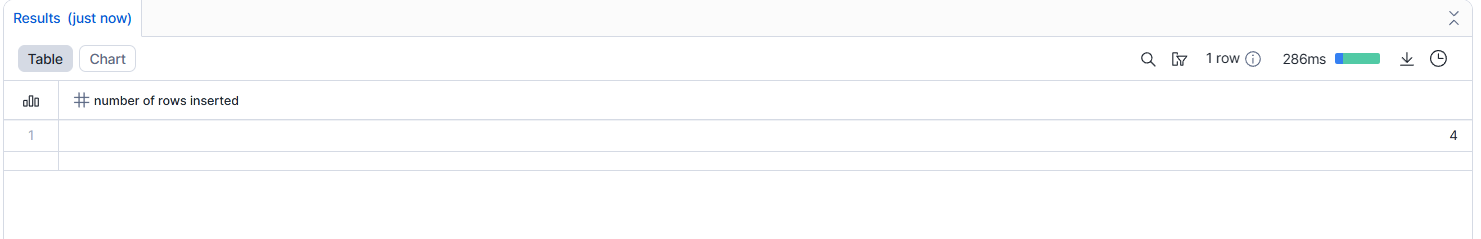 Results (just now)
Table Chart 1 row 286ms
number of rows inserted
1 4